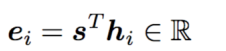 𝒆ᵢ = 𝒔ᵀ𝒉ᵢ ∈ ℝ